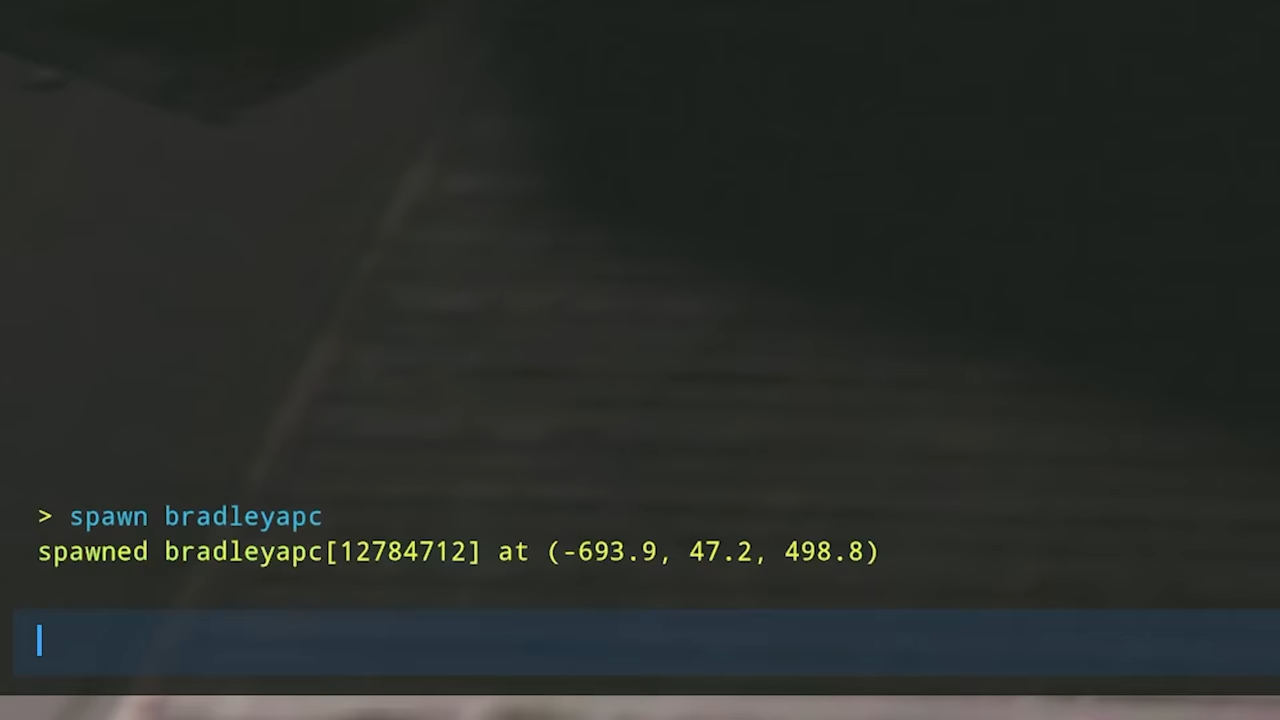 > spawn bradleyapc
spawned bradleyapc[12784712] at (-693.9, 47.2, 498.8)